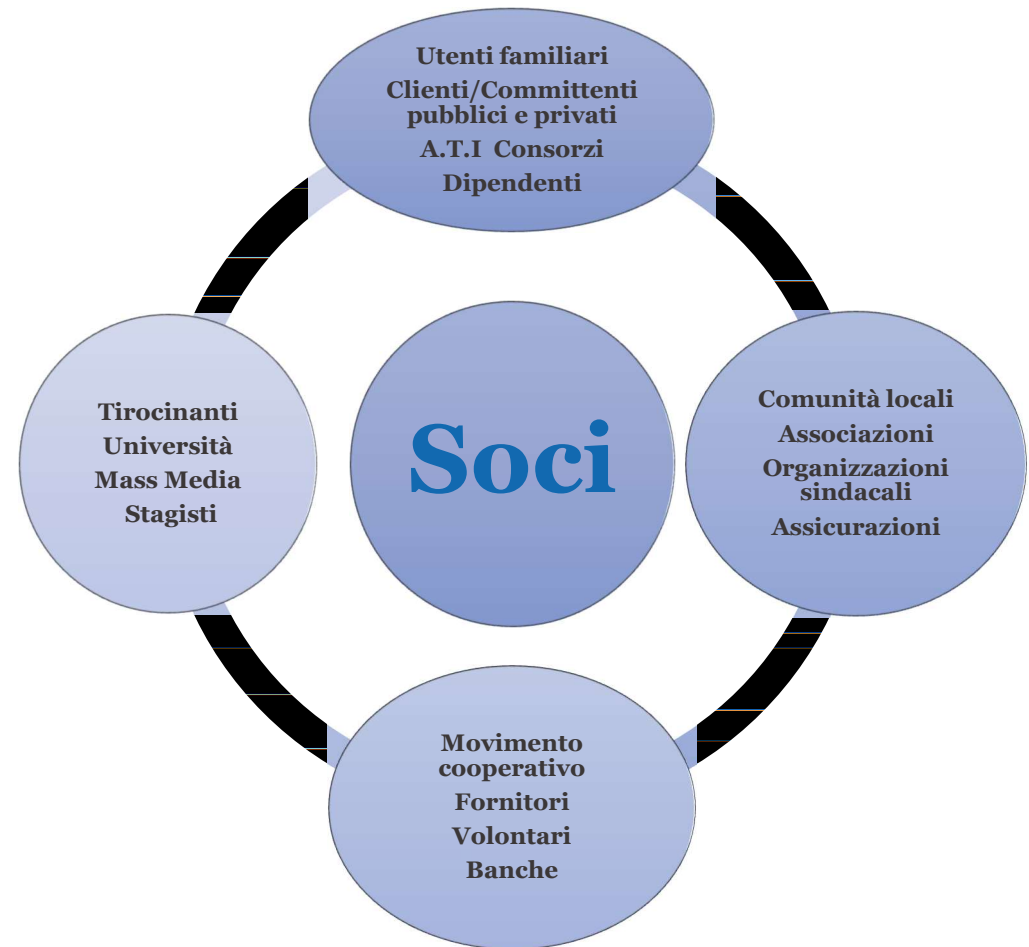 Utenti familiari
Clienti/Committenti
pubblici e privati
A.T.I Consorzi
Dipendenti
Tirocinanti
Università
Mass Media
Stagisti
Soci
Comunità locali
Associazioni
Organizzazioni
sindacali
Assicurazioni
Movimento
cooperativo
Fornitori
Volontari
Banche